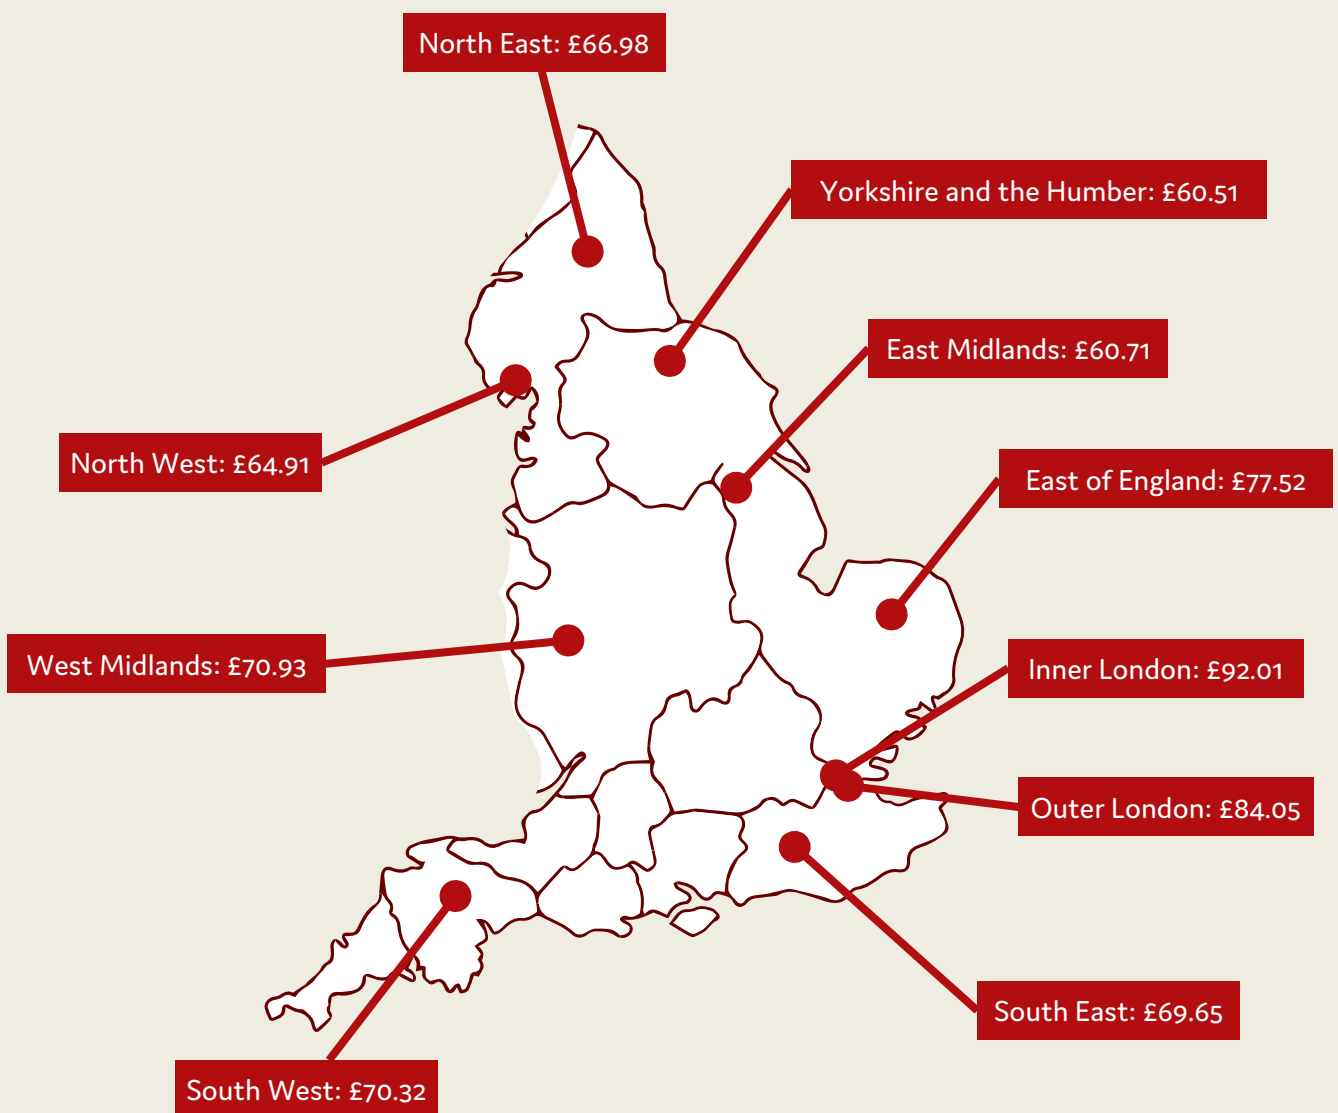 North East: £66.98
Yorkshire and the Humber: £60.51
East Midlands: £60.71
North West: £64.91
East of England: £77.52
West Midlands: £70.93
Inner London: £92.01
Outer London: £84.05
South East: £69.65
South West: £70.32